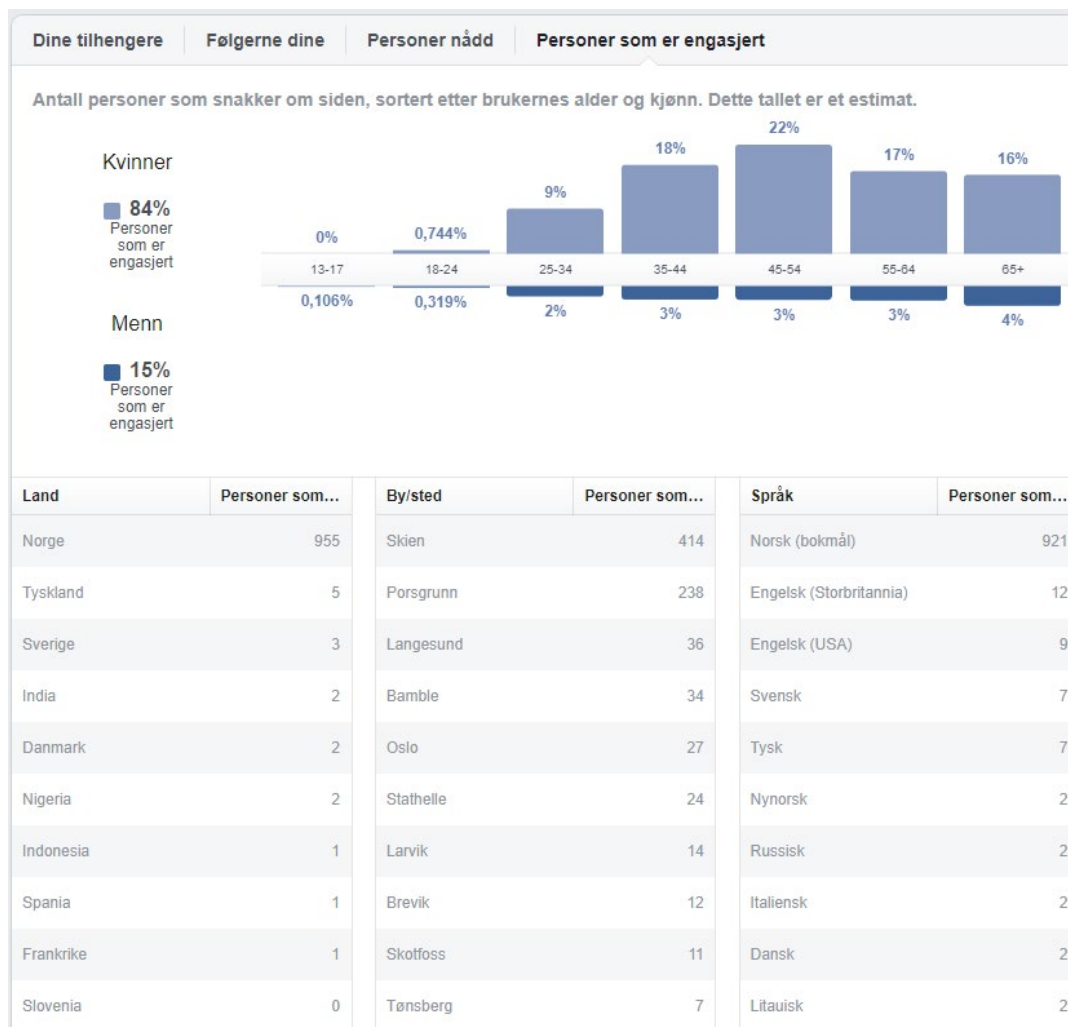 Dine tilhengere Følgerne dine Personer nådd Personer som er engasjert
Antall personer som snakker om siden, sortert etter brukernes alder og kjønn. Dette tallet er et estimat.
Kvinner
84%
Personer
som er
engasjert
0% 0,744% 9% 18% 22% 17% 16%
13-17 18-24 25-34 35-44 45-54 55-64 65+
0,106% 0,319% 2% 3% 3% 3% 4%
Menn
15%
Personer
som er
engasjert
Land Personer som... By/sted Personer som... Språk Personer som...
Norge 955 Skien 414 Norsk (bokmål) 921
Tyskland 5 Porsgrunn 238 Engelsk (Storbritannia) 12
Sverige 3 Langesund 36 Engelsk (USA) 9
India 2 Bamble 34 Svensk 7
Danmark 2 Oslo 27 Tysk 7
Nigeria 2 Stathelle 24 Nynorsk 2
Indonesia 1 Larvik 14 Russisk 2
Spania 1 Brevik 12 Italiensk 2
Frankrike 1 Skotfoss 11 Dansk 2
Slovenia 0 Tønsberg 7 Litauisk 2